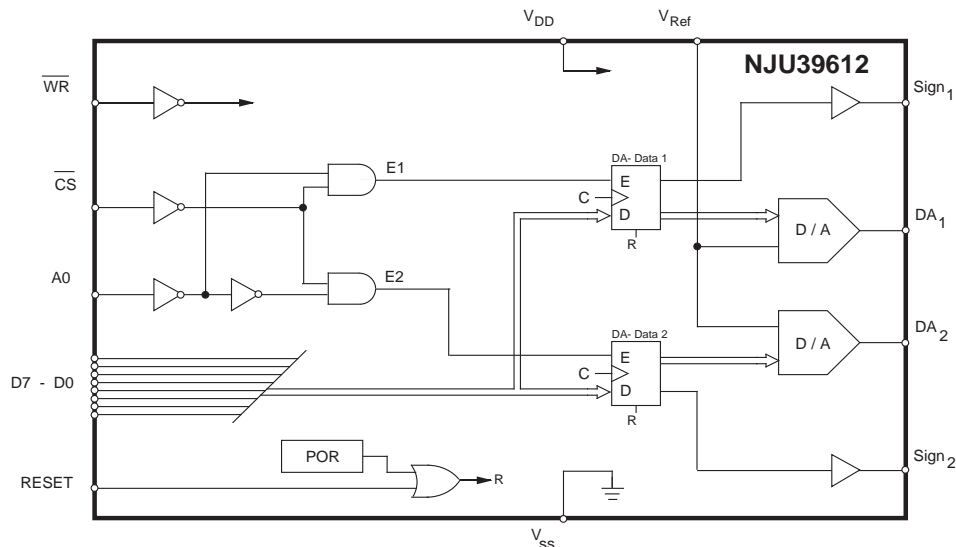 VDD
VRef
NJU39612
WR
Sign1
DA- Data 1
E1
E
CS
C
D
D / A
DA1
R
A0
E2
DA- Data 2
D / A
DA2
E
C
D7 - D0
D
R
POR
Sign2
RESET
R
Vss